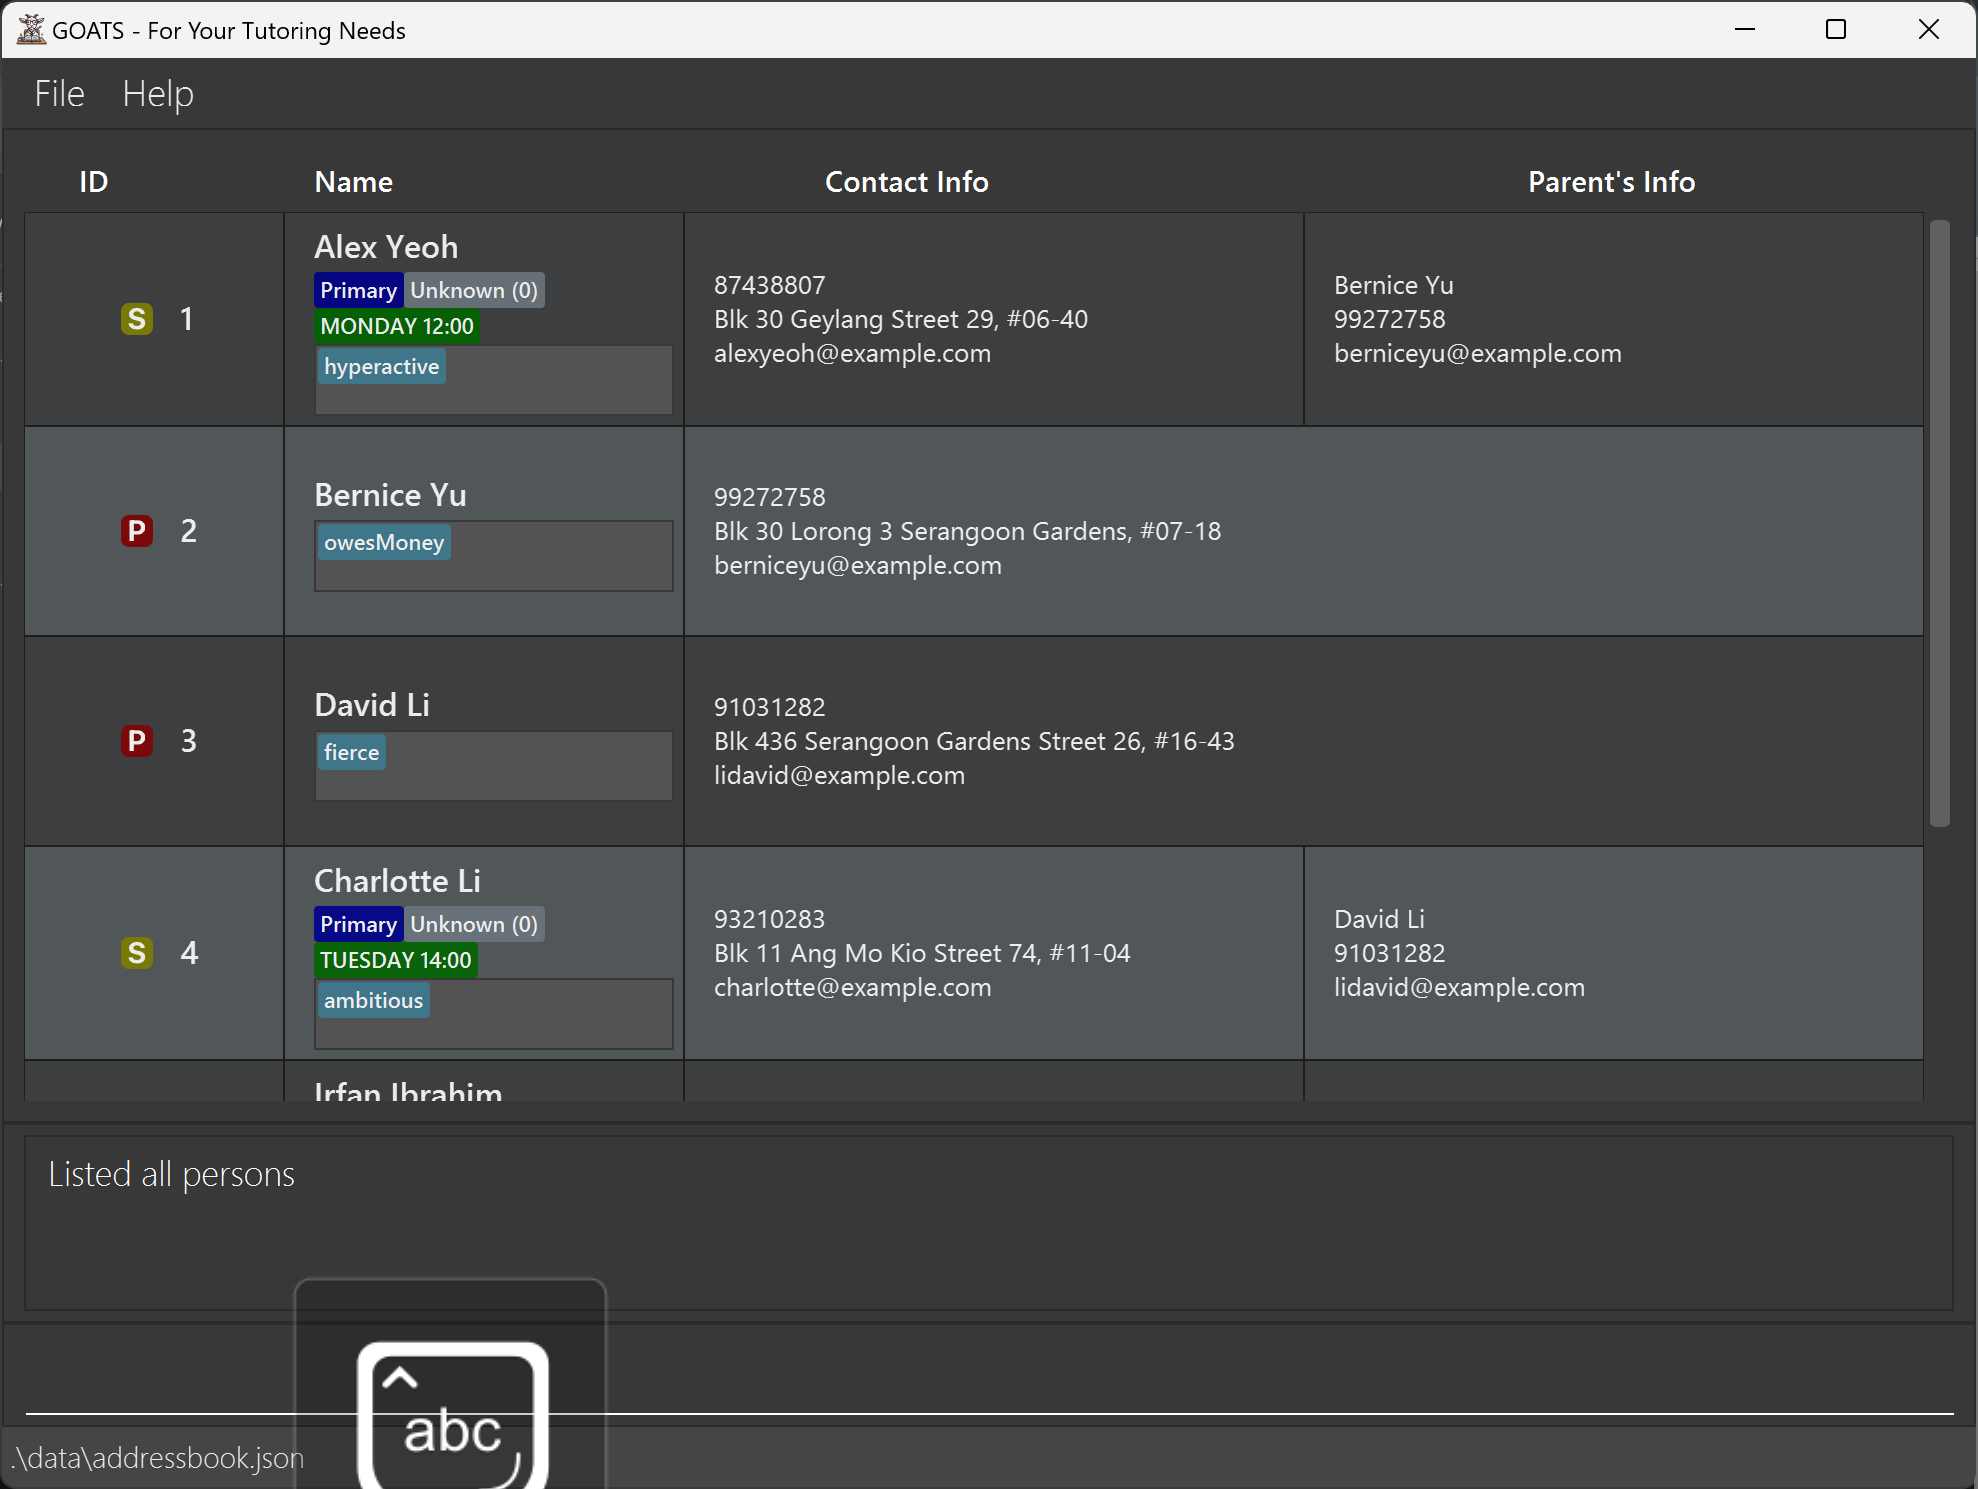 GOATS - For Your Tutoring Needs
File Help
ID Name Contact Info Parent's Info
Alex Yeoh
Primary Unknown (0)
MONDAY 12:00
hyperactive
S 1
87438807
Blk 30 Geylang Street 29, #06-40
alexyeoh@example.com
Bernice Yu
99272758
berniceyu@example.com
P 2
Bernice Yu
owesMoney
99272758
Blk 30 Lorong 3 Serangoon Gardens, #07-18
berniceyu@example.com
P 3
David Li
fierce
91031282
Blk 436 Serangoon Gardens Street 26, #16-43
lidavid@example.com
S 4
Charlotte Li
Primary Unknown (0)
TUESDAY 14:00
ambitious
93210283
Blk 11 Ang Mo Kio Street 74, #11-04
charlotte@example.com
David Li
91031282
lidavid@example.com
Irfan Ibrahim
Listed all persons
abc
.\data\addressbook.json